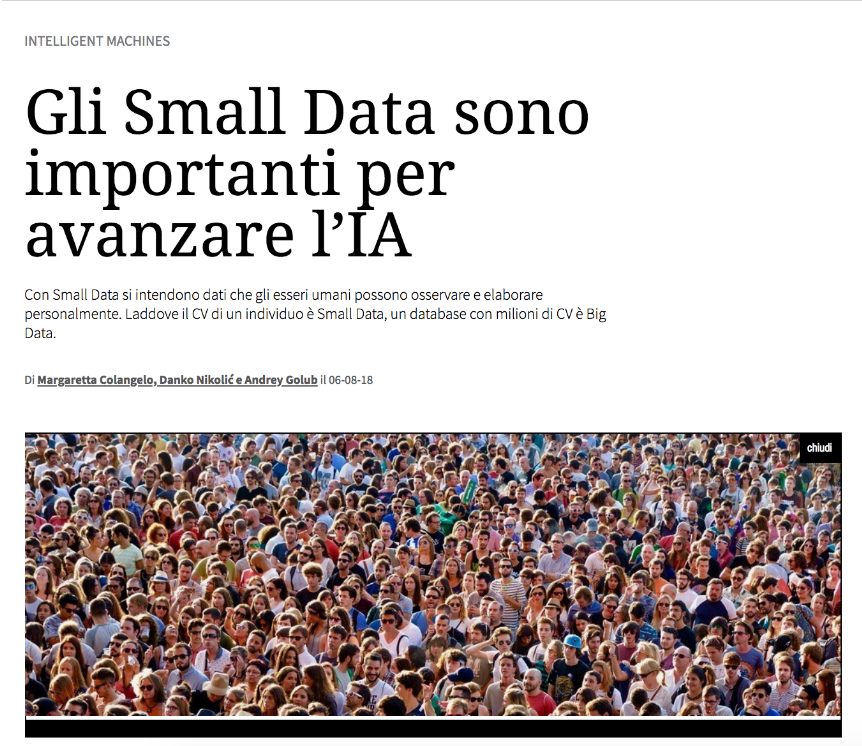 INTELLIGENT MACHINES
Gli Small Data sono
importanti per
avanzare l’IA
Con Small Data si intendono dati che gli esseri umani possono osservare e elaborare
personalmente. Laddove il CV di un individuo è Small Data, un database con milioni di CV è Big
Data.
Di Margaretta Colangelo, Danko Nikolić e Andrey Golub il 06-08-18
chiudi